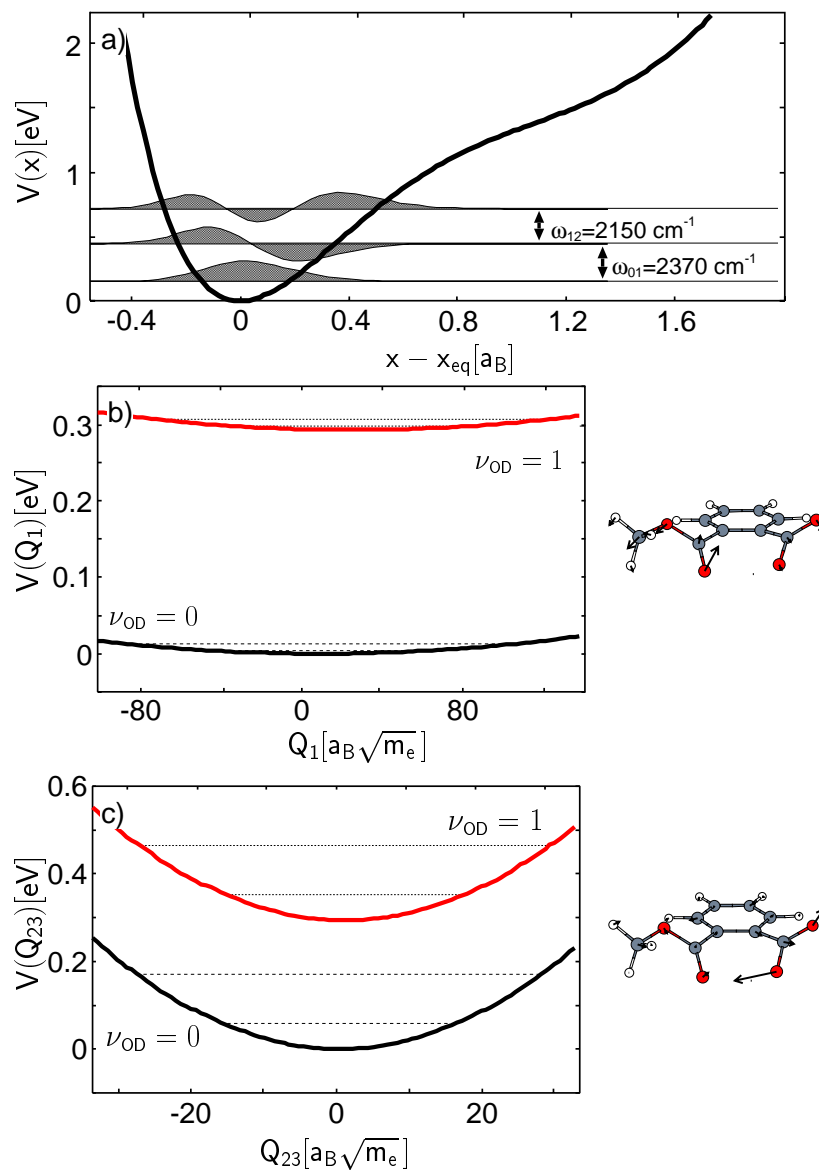 a)
V(x)[eV]
2
1
0
ω12=2150 cm-1
ω01=2370 cm-1
-0.4 0 0.4 0.8 1.2 1.6
x − xeq[aB]
b)
V(Q1)[eV]
0.3
0.2
0.1
0
νOD = 1
νOD = 0
-80 0 80
Q1[aB√me]
c)
V(Q23)[eV]
0.6
0.4
0.2
0
νOD = 1
νOD = 0
-20 0 20
Q23[aB√me]